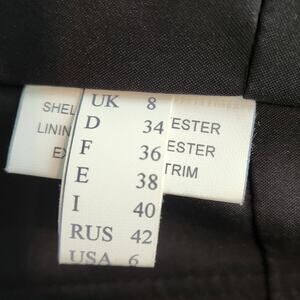 UK 8
D 34
F 36
E 38
I 40
RUS 42
USA 6
SHEL
LININ
EX
ESTER
ESTER
TRIM